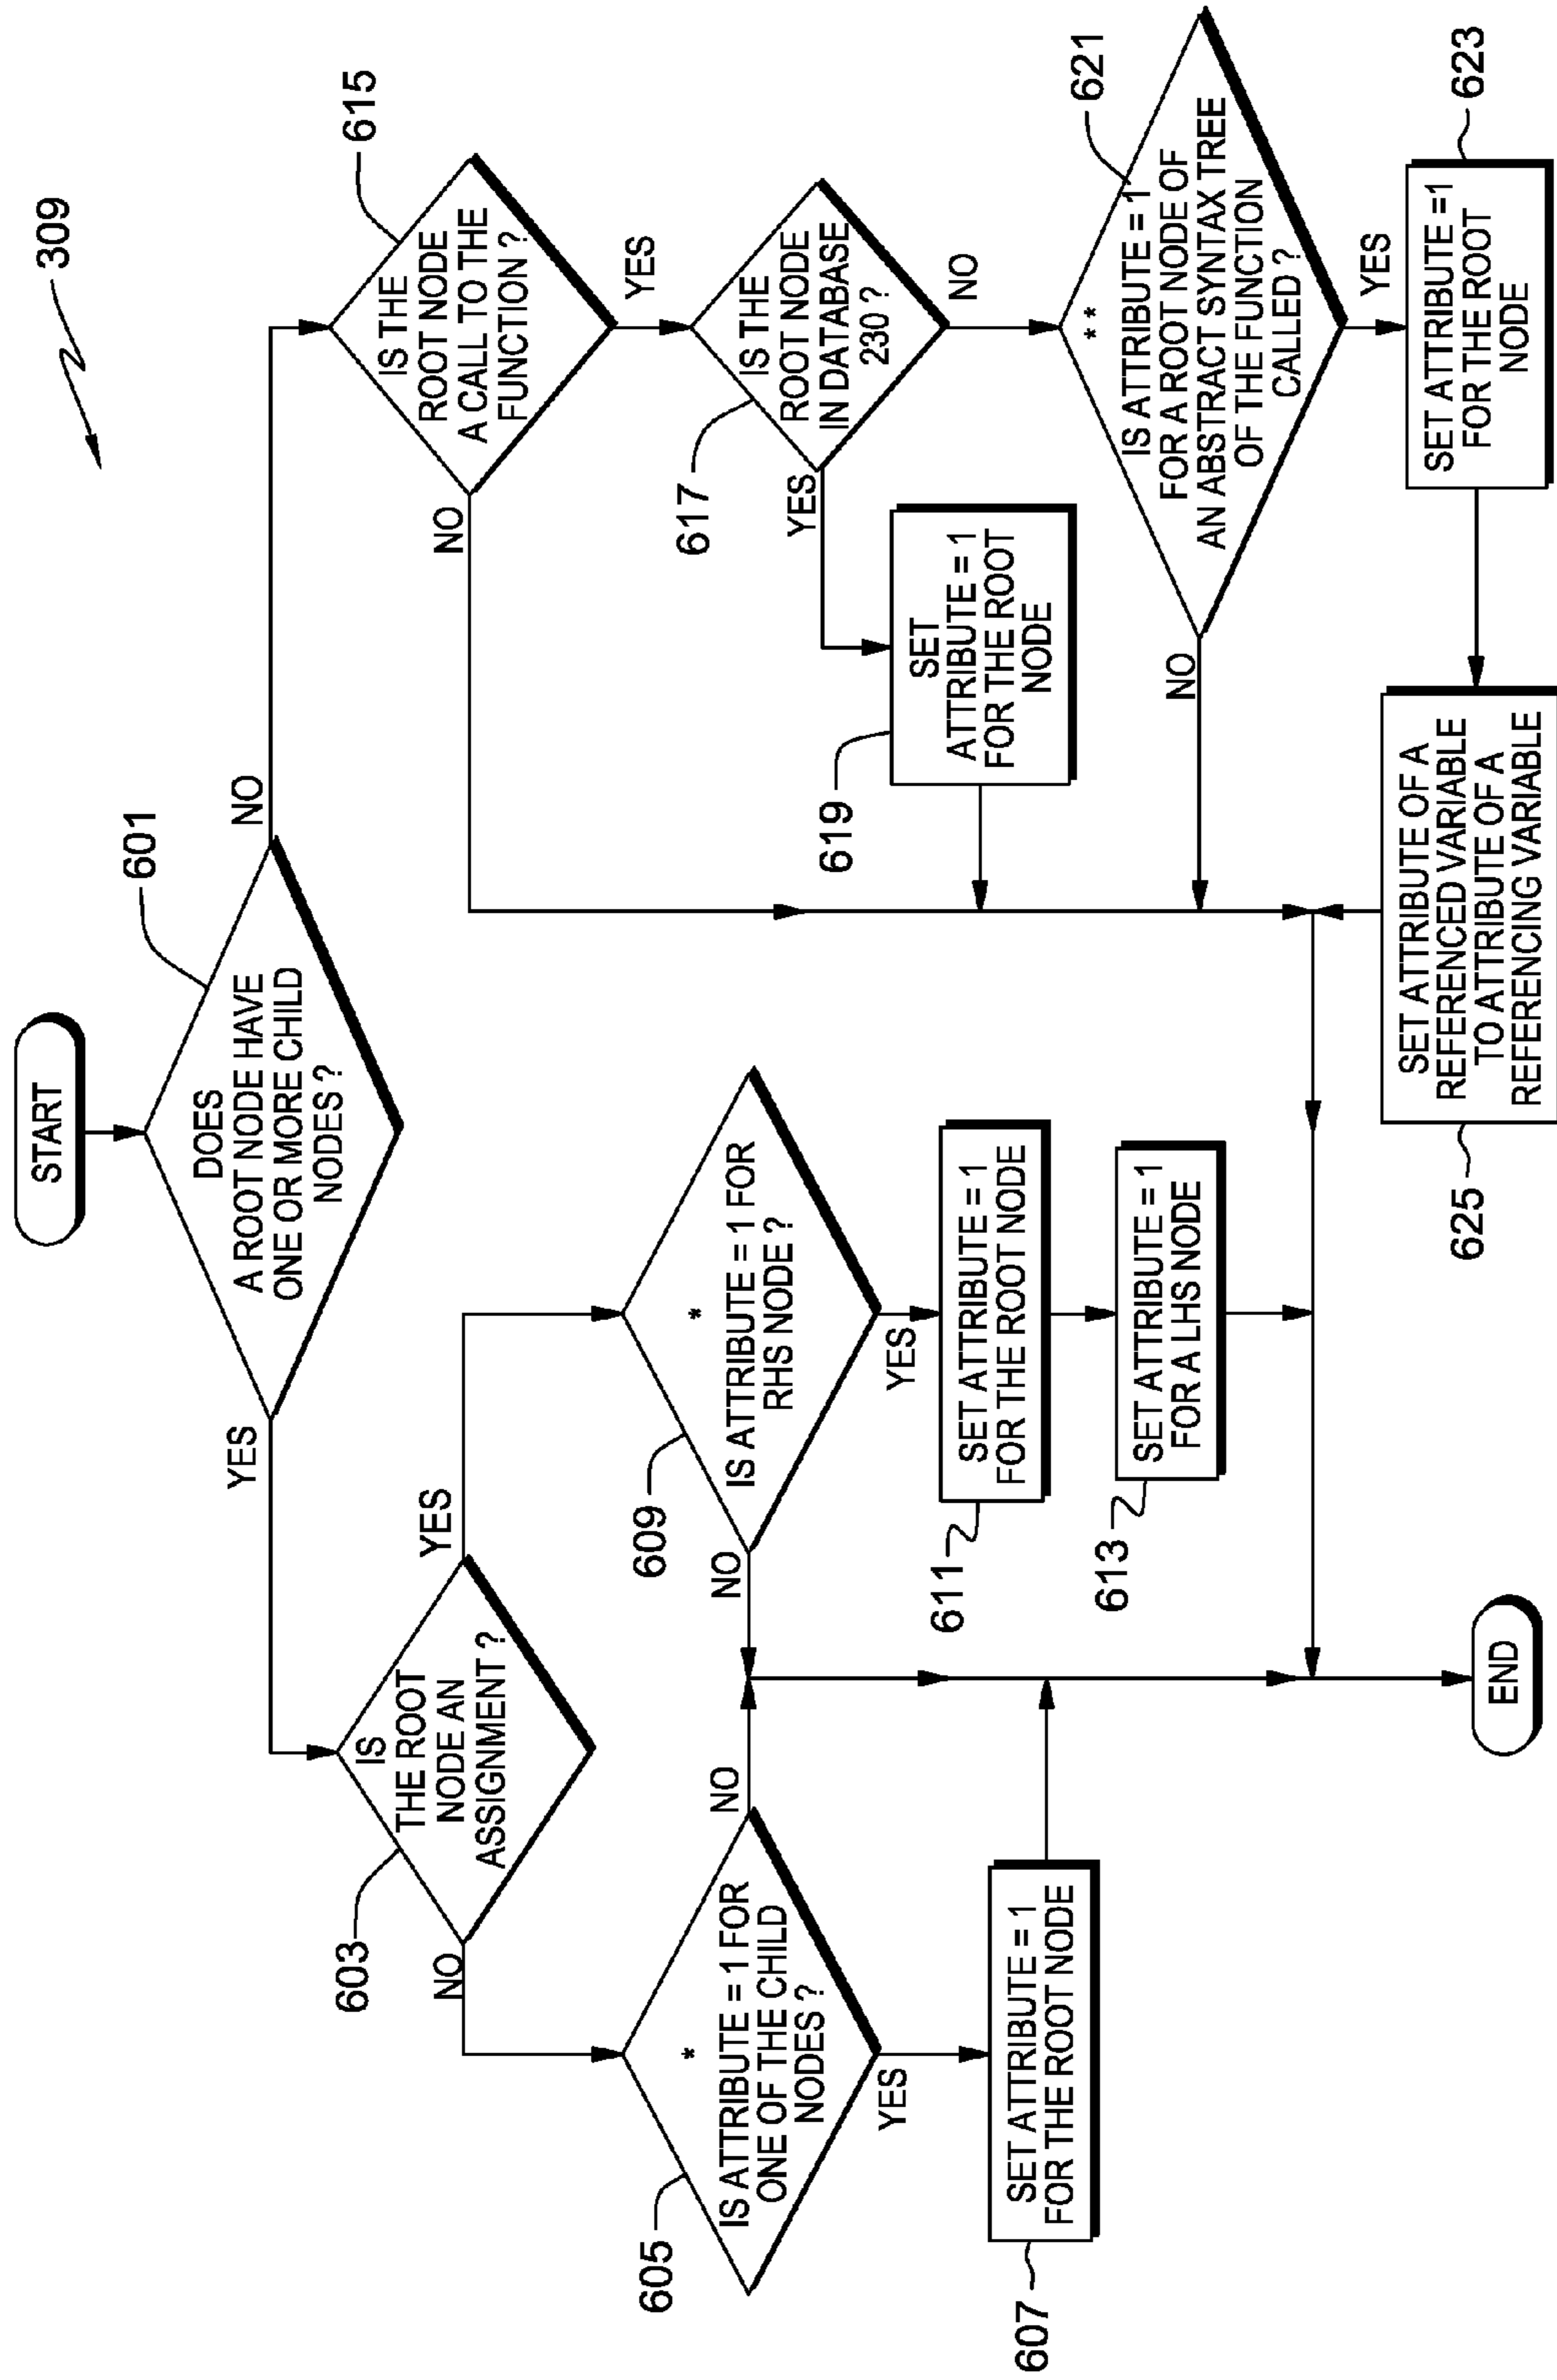 309
START
601
DOES
A ROOT NODE HAVE
ONE OR MORE CHILD
NODES ?
YES
NO
603
IS
THE ROOT
NODE AN
ASSIGNMENT ?
NO
YES
605
*
IS ATTRIBUTE = 1 FOR
ONE OF THE CHILD
NODES ?
NO
YES
607
SET ATTRIBUTE = 1
FOR THE ROOT NODE
609
*
IS ATTRIBUTE = 1 FOR
RHS NODE ?
NO
YES
611
SET ATTRIBUTE = 1
FOR THE ROOT NODE
613
SET ATTRIBUTE = 1
FOR A LHS NODE
615
IS THE
ROOT NODE
A CALL TO THE
FUNCTION ?
NO
YES
617
IS THE
ROOT NODE
IN DATABASE
230 ?
YES
NO
619
SET
ATTRIBUTE = 1
FOR THE ROOT
NODE
621
**
IS ATTRIBUTE = 1
FOR A ROOT NODE OF
AN ABSTRACT SYNTAX TREE
OF THE FUNCTION
CALLED ?
NO
YES
623
SET ATTRIBUTE =1
FOR THE ROOT
NODE
625
SET ATTRIBUTE OF A
REFERENCED VARIABLE
TO ATTRIBUTE OF A
REFERENCING VARIABLE
END